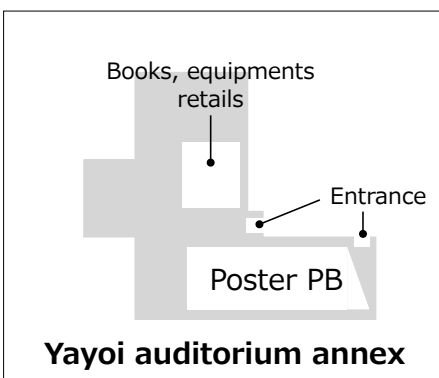 Books, equipments
retails
Entrance
Poster PB
Yayoi auditorium annex